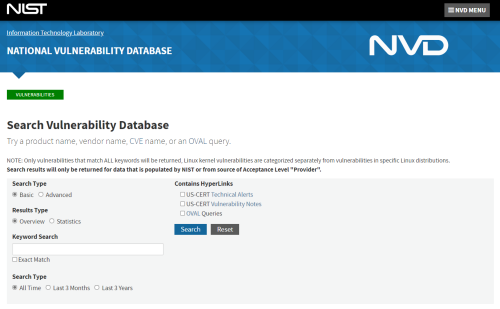 NIST
NVD MENU
Information Technology Laboratory
NATIONAL VULNERABILITY DATABASE
NVD
VULNERABILITIES
Search Vulnerability Database
Try a product name, vendor name, CVE name, or an OVAL query.
NOTE: Only vulnerabilities that match ALL keywords will be returned, Linux kernel vulnerabilities are categorized separately from vulnerabilities in specific Linux distributions.
Search results will only be returned for data that is populated by NIST or from source of Acceptance Level "Provider".
Search Type
Basic Advanced
Results Type
Overview Statistics
Keyword Search
Exact Match
Search Type
All Time Last 3 Months Last 3 Years
Contains HyperLinks
US-CERT Technical Alerts
US-CERT Vulnerability Notes
OVAL Queries
Search Reset